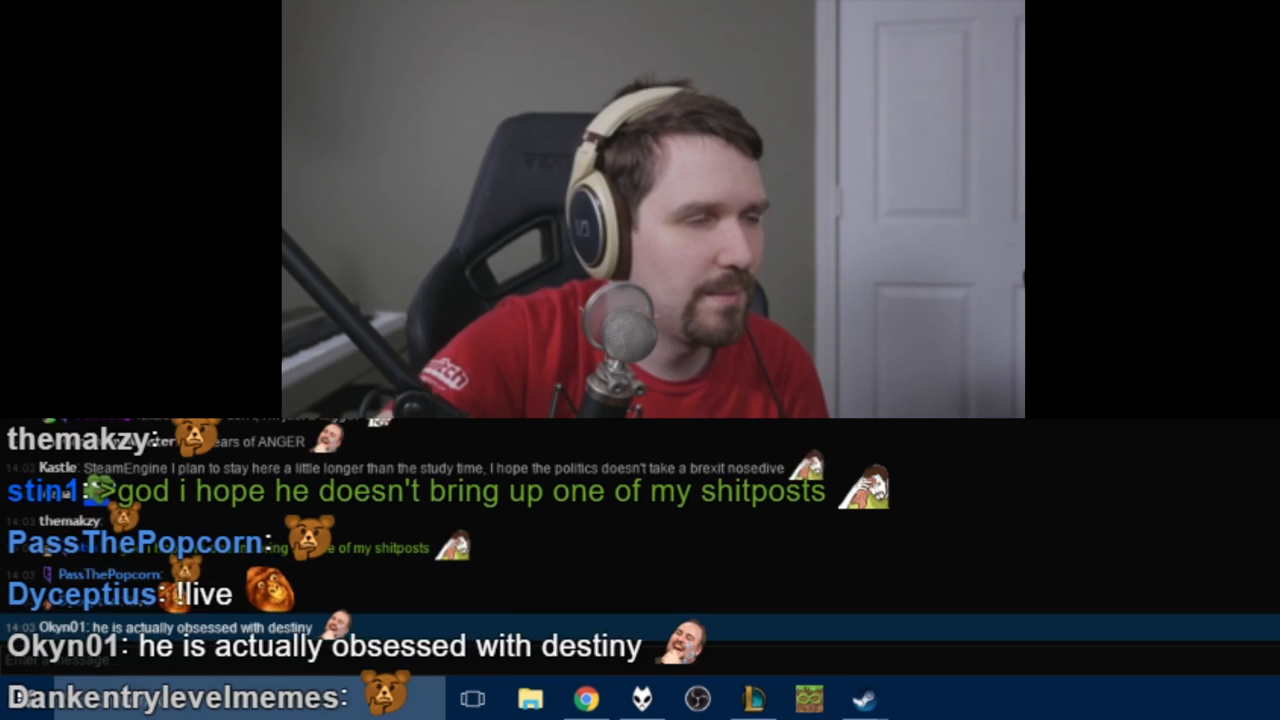 twitch
ears of ANGER
themakzy:
14:03 Kastle: SteamEngine I plan to stay here a little longer than the study time, I hope the politics doesn't take a brexit nosedive
stin1: >god i hope he doesn't bring up one of my shitposts
14:03 themakzy:
e of my shitposts
PassThePopcorn:
14:03 PassThePopcorn:
Dyceptius: !live
14:03 Okyn01: he is actually obsessed with destiny
Okyn01: he is actually obsessed with destiny
Enter a message...
Dankentrylevelmemes: